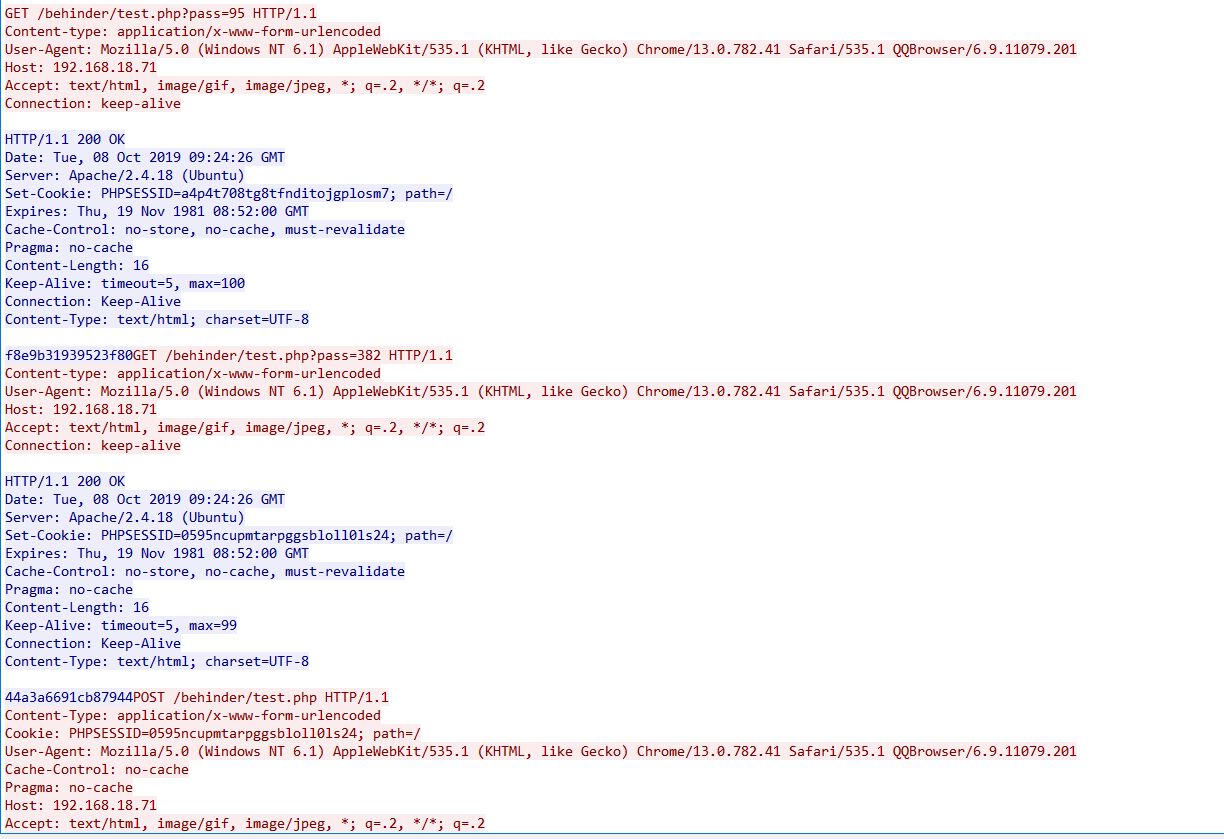 GET /behinder/test.php?pass=95 HTTP/1.1
Content-type: application/x-www-form-urlencoded
User-Agent: Mozilla/5.0 (Windows NT 6.1) AppleWebKit/535.1 (KHTML, like Gecko) Chrome/13.0.782.41 Safari/535.1 QQBrowser/6.9.11079.201
Host: 192.168.18.71
Accept: text/html, image/gif, image/jpeg, *; q=.2, */*; q=.2
Connection: keep-alive

HTTP/1.1 200 OK
Date: Tue, 08 Oct 2019 09:24:26 GMT
Server: Apache/2.4.18 (Ubuntu)
Set-Cookie: PHPSESSID=a4p4t708tg8tfnditojgplosm7; path=/
Expires: Thu, 19 Nov 1981 08:52:00 GMT
Cache-Control: no-store, no-cache, must-revalidate
Pragma: no-cache
Content-Length: 16
Keep-Alive: timeout=5, max=100
Connection: Keep-Alive
Content-Type: text/html; charset=UTF-8

f8e9b31939523f80GET /behinder/test.php?pass=382 HTTP/1.1
Content-type: application/x-www-form-urlencoded
User-Agent: Mozilla/5.0 (Windows NT 6.1) AppleWebKit/535.1 (KHTML, like Gecko) Chrome/13.0.782.41 Safari/535.1 QQBrowser/6.9.11079.201
Host: 192.168.18.71
Accept: text/html, image/gif, image/jpeg, *; q=.2, */*; q=.2
Connection: keep-alive

HTTP/1.1 200 OK
Date: Tue, 08 Oct 2019 09:24:26 GMT
Server: Apache/2.4.18 (Ubuntu)
Set-Cookie: PHPSESSID=0595ncupmtarpggsbloll0ls24; path=/
Expires: Thu, 19 Nov 1981 08:52:00 GMT
Cache-Control: no-store, no-cache, must-revalidate
Pragma: no-cache
Content-Length: 16
Keep-Alive: timeout=5, max=99
Connection: Keep-Alive
Content-Type: text/html; charset=UTF-8

44a3a6691cb87944POST /behinder/test.php HTTP/1.1
Content-Type: application/x-www-form-urlencoded
Cookie: PHPSESSID=0595ncupmtarpggsbloll0ls24; path=/
User-Agent: Mozilla/5.0 (Windows NT 6.1) AppleWebKit/535.1 (KHTML, like Gecko) Chrome/13.0.782.41 Safari/535.1 QQBrowser/6.9.11079.201
Cache-Control: no-cache
Pragma: no-cache
Host: 192.168.18.71
Accept: text/html, image/gif, image/jpeg, *; q=.2, */*; q=.2